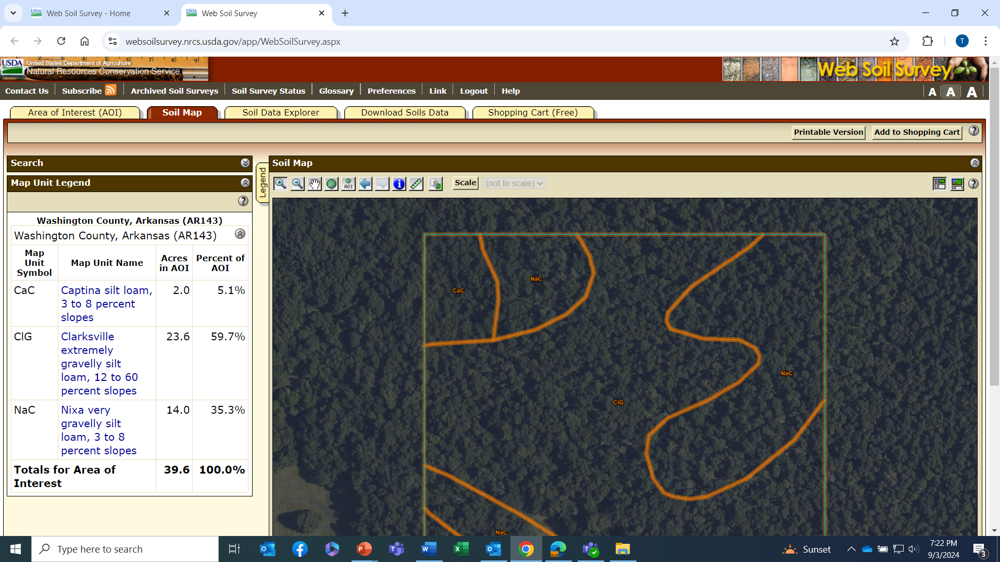 Web Soil Survey - Home
Web Soil Survey
websoilsurvey.nrcs.usda.gov/app/WebSoilSurvey.aspx
T
USDA
United States Department of Agriculture
Natural Resources Conservation Service
Web Soil Survey
Contact Us
Subscribe
Archived Soil Surveys
Soil Survey Status
Glossary
Preferences
Link
Logout
Help
A
A
A
Area of Interest (AOI)
Soil Map
Soil Data Explorer
Download Soils Data
Shopping Cart (Free)
Printable Version
Add to Shopping Cart
?
Search
Map Unit Legend
?
Washington County, Arkansas (AR143)
Washington County, Arkansas (AR143)
Map Unit Symbol
Map Unit Name
Acres in AOI
Percent of AOI
CaC
Captina silt loam,
3 to 8 percent
slopes
2.0
5.1%
ClG
Clarksville
extremely
gravelly silt
loam, 12 to 60
percent slopes
23.6
59.7%
NaC
Nixa very
gravelly silt
loam, 3 to 8
percent slopes
14.0
35.3%
Totals for Area of
Interest
39.6
100.0%
Legend
Soil Map
AOI
Scale
(not to scale)
?
CaC
NaC
NaC
ClG
NaC
Type here to search
Sunset
7:22 PM
9/3/2024
3